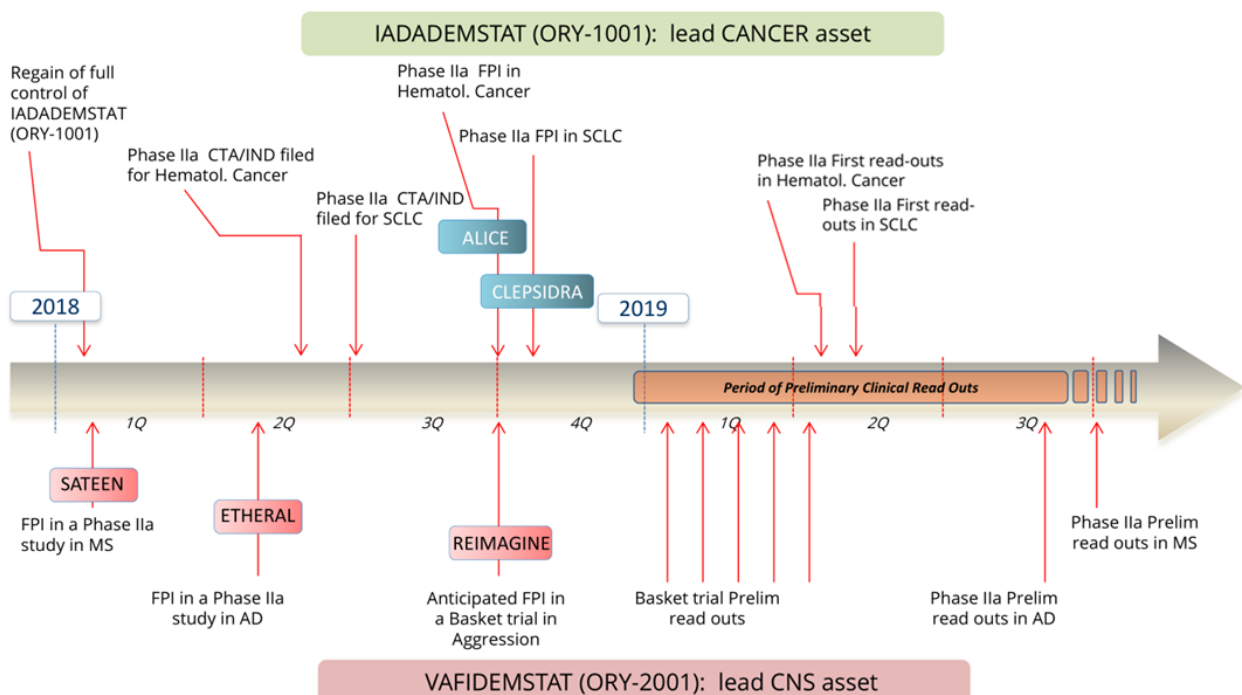 IADADEMSTAT (ORY-1001):  lead CANCER asset
Regain of full
control of
IADADEMSTAT
(ORY-1001)
Phase IIa  CTA/IND filed
for Hematol. Cancer
Phase IIa  CTA/IND
filed for SCLC
Phase IIa  FPI in
Hematol. Cancer
Phase IIa FPI in SCLC
Phase IIa First read-outs
in Hematol. Cancer
Phase IIa First read-
outs in SCLC
ALICE
CLEPSIDRA
2018
2019
Period of Preliminary Clinical Read Outs
1Q
2Q
3Q
4Q
1Q
2Q
3Q
SATEEN
FPI in a Phase IIa
study in MS
ETHERAL
FPI in a Phase IIa
study in AD
REIMAGINE
Anticipated FPI in
a Basket trial in
Aggression
Basket trial Prelim
read outs
Phase IIa Prelim
read outs in AD
Phase IIa Prelim
read outs in MS
VAFIDEMSTAT (ORY-2001):  lead CNS asset